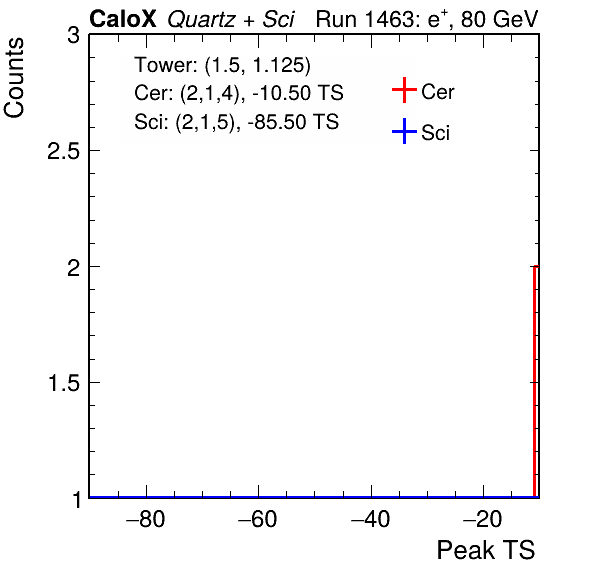 CaloX Quartz + Sci Run 1463: e⁺, 80 GeV
Counts
3
2.5
2
1.5
1
Tower: (1.5, 1.125)
Cer: (2,1,4), -10.50 TS
Sci: (2,1,5), -85.50 TS
Cer
Sci
−80 −60 −40 −20
Peak TS